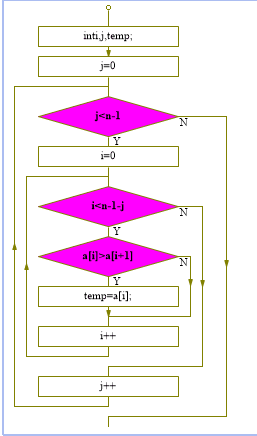 inti,j,temp;
j=0
j<n-1
N
Y
i=0
i<n-1-j
N
Y
a[i]>a[i+1]
N
Y
temp=a[i];
i++
j++